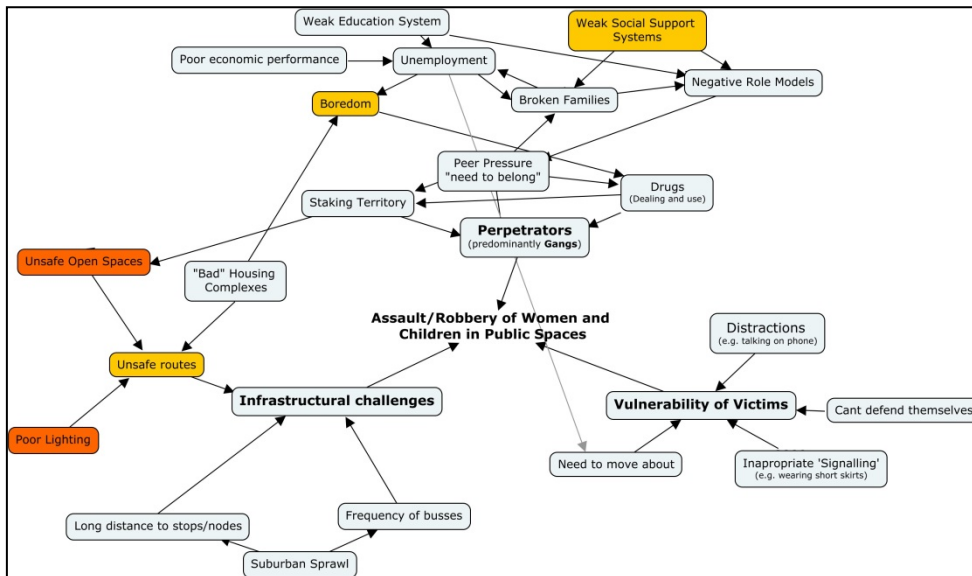 Weak Education System
Weak Social Support
Systems
Poor economic performance
Unemployment
Negative Role Models
Broken Families
Boredom
Peer Pressure
"need to belong"
Drugs
(Dealing and use)
Staking Territory
Perpetrators
(predominantly Gangs)
Unsafe Open Spaces
"Bad" Housing
Complexes
Assault/Robbery of Women and
Children in Public Spaces
Distractions
(e.g. talking on phone)
Unsafe routes
Infrastructural challenges
Vulnerability of Victims
Cant defend themselves
Poor Lighting
Need to move about
Inapropriate 'Signalling'
(e.g. wearing short skirts)
Long distance to stops/nodes
Frequency of busses
Suburban Sprawl